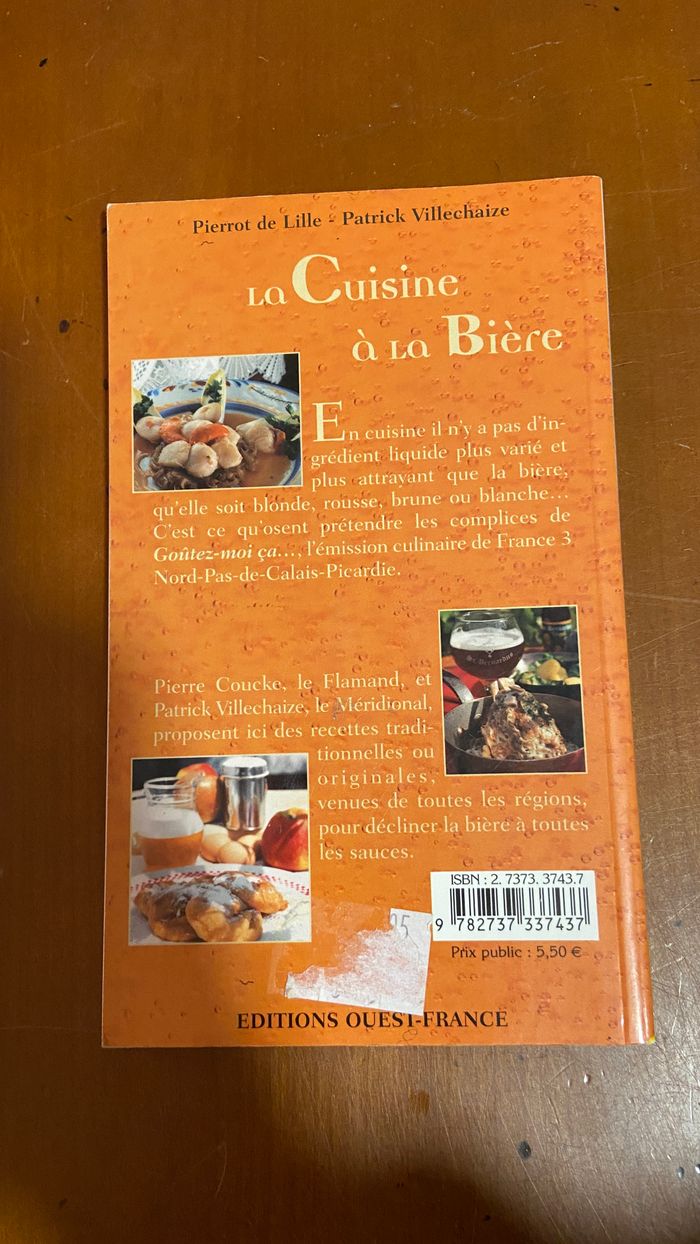 Pierrot de Lille - Patrick Villechaize
La Cuisine
à la Bière
En cuisine il n'y a pas d'in-
grédient liquide plus varié et
plus attrayant que la bière,
qu'elle soit blonde, rousse, brune ou blanche...
C'est ce qu'osent prétendre les complices de
Goûtez-moi ça..., l'émission culinaire de France 3
Nord-Pas-de-Calais-Picardie.
St Bernardus
Pierre Coucke, le Flamand, et
Patrick Villechaize, le Méridional,
proposent ici des recettes tradi-
tionnelles ou
originales,
venues de toutes les régions,
pour décliner la bière à toutes
les sauces.
ISBN : 2. 7373. 3743.7
9 782737 337437
Prix public : 5,50 €
EDITIONS OUEST-FRANCE